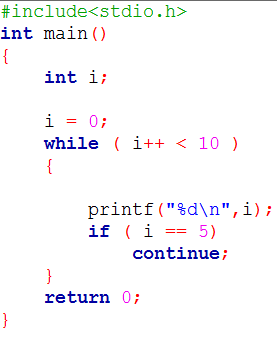 #include<stdio.h>
int main()
{
    int i;

    i = 0;
    while ( i++ < 10 )
    {

        printf("%d\n",i);
        if ( i == 5)
            continue;
    }
    return 0;
}